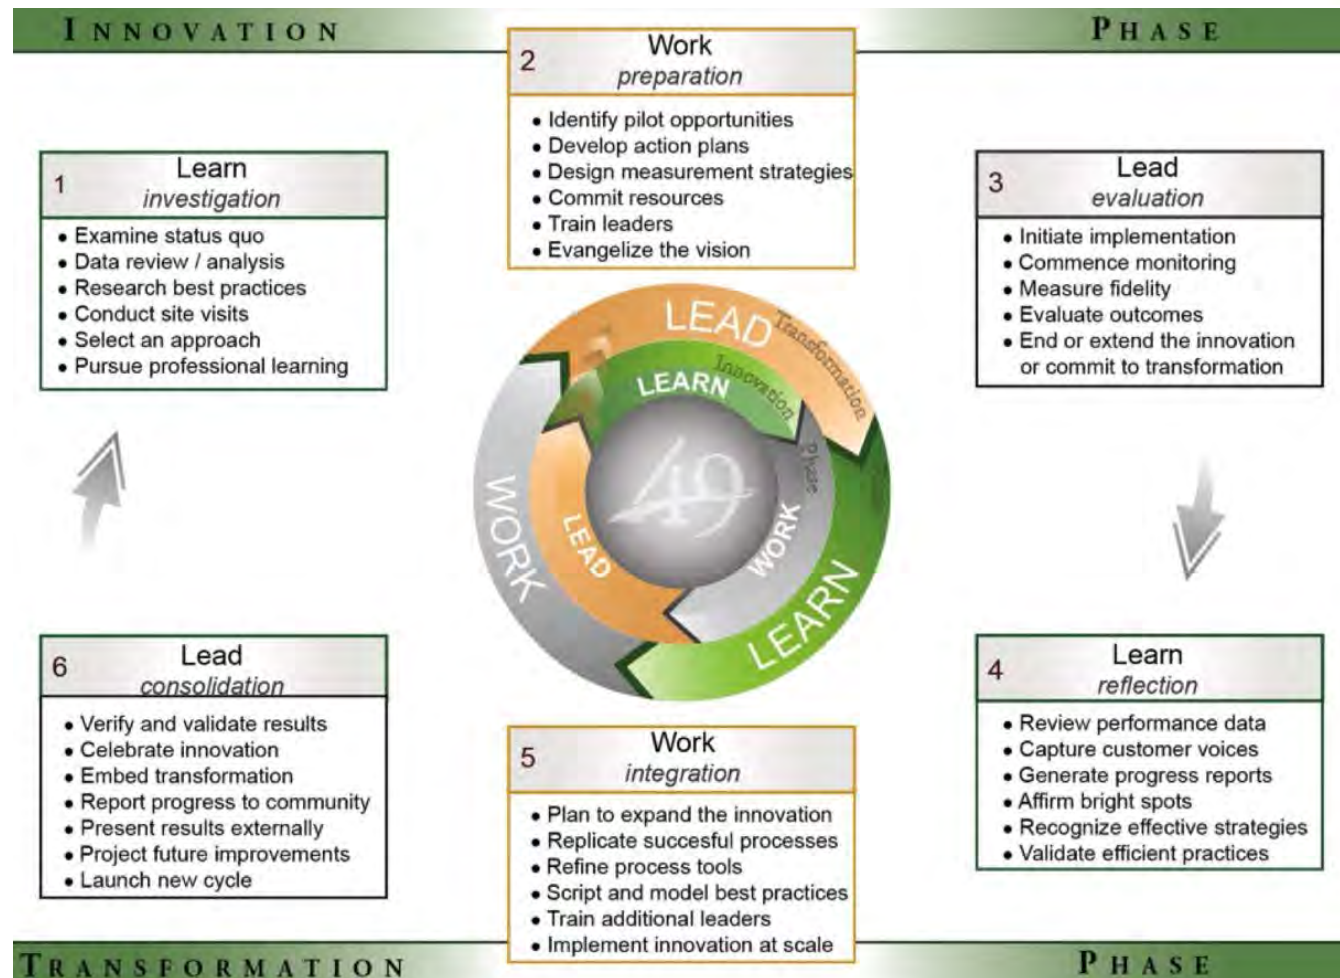 INNOVATION PHASE
1
Learn
investigation
• Examine status quo
• Data review / analysis
• Research best practices
• Conduct site visits
• Select an approach
• Pursue professional learning
2
Work
preparation
• Identify pilot opportunities
• Develop action plans
• Design measurement strategies
• Commit resources
• Train leaders
• Evangelize the vision
3
Lead
evaluation
• Initiate implementation
• Commence monitoring
• Measure fidelity
• Evaluate outcomes
• End or extend the innovation
or commit to transformation
LEAD
Transformation
LEARN
Innovation
Phase
WORK
LEAD
WORK
LEARN
49
4
Learn
reflection
• Review performance data
• Capture customer voices
• Generate progress reports
• Affirm bright spots
• Recognize effective strategies
• Validate efficient practices
5
Work
integration
• Plan to expand the innovation
• Replicate succesful processes
• Refine process tools
• Script and model best practices
• Train additional leaders
• Implement innovation at scale
6
Lead
consolidation
• Verify and validate results
• Celebrate innovation
• Embed transformation
• Report progress to community
• Present results externally
• Project future improvements
• Launch new cycle
TRANSFORMATION PHASE